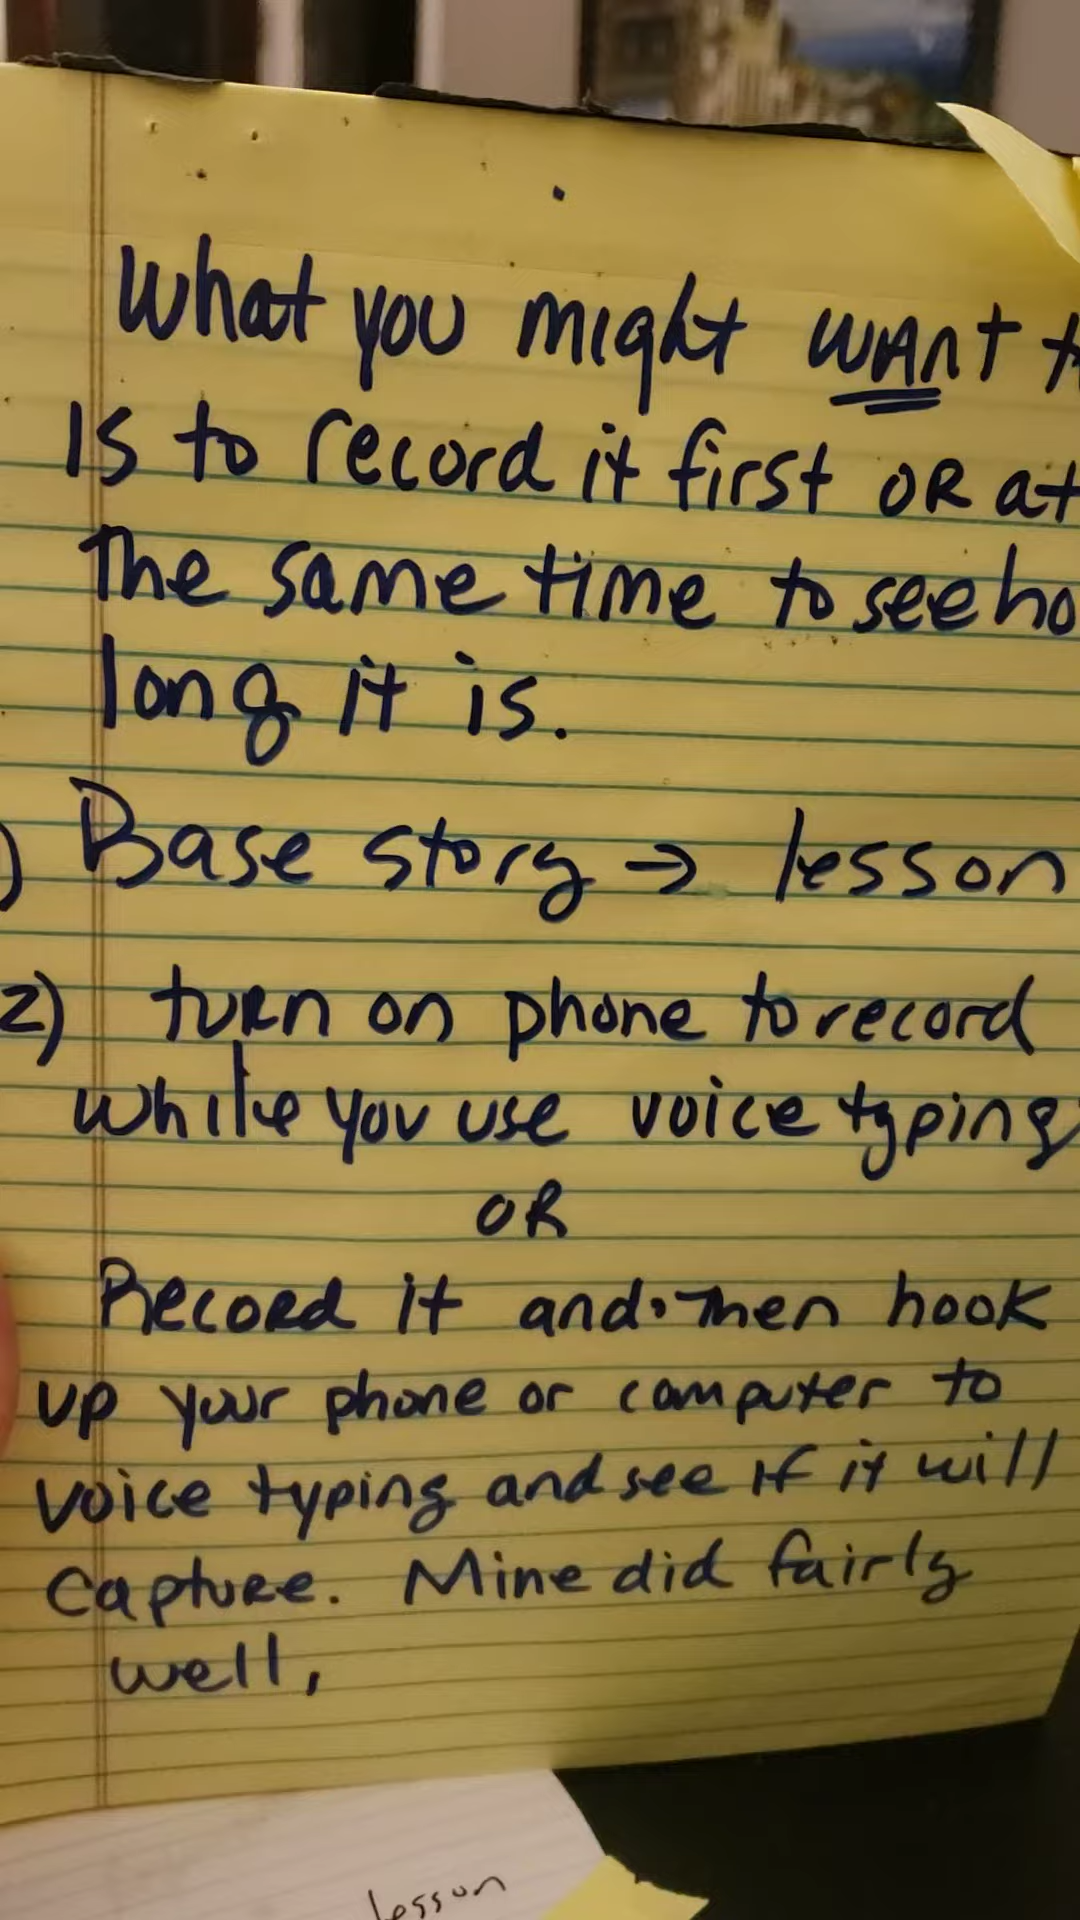 What you might WANT t
Is to record it first OR at
The same time to see ho
long it is.
) Base story → lesson
2) turn on phone to record
while you use voice typing
OR
Record it and then hook
up your phone or computer to
voice typing and see if it will
capture. Mine did fairly
well,
lesson